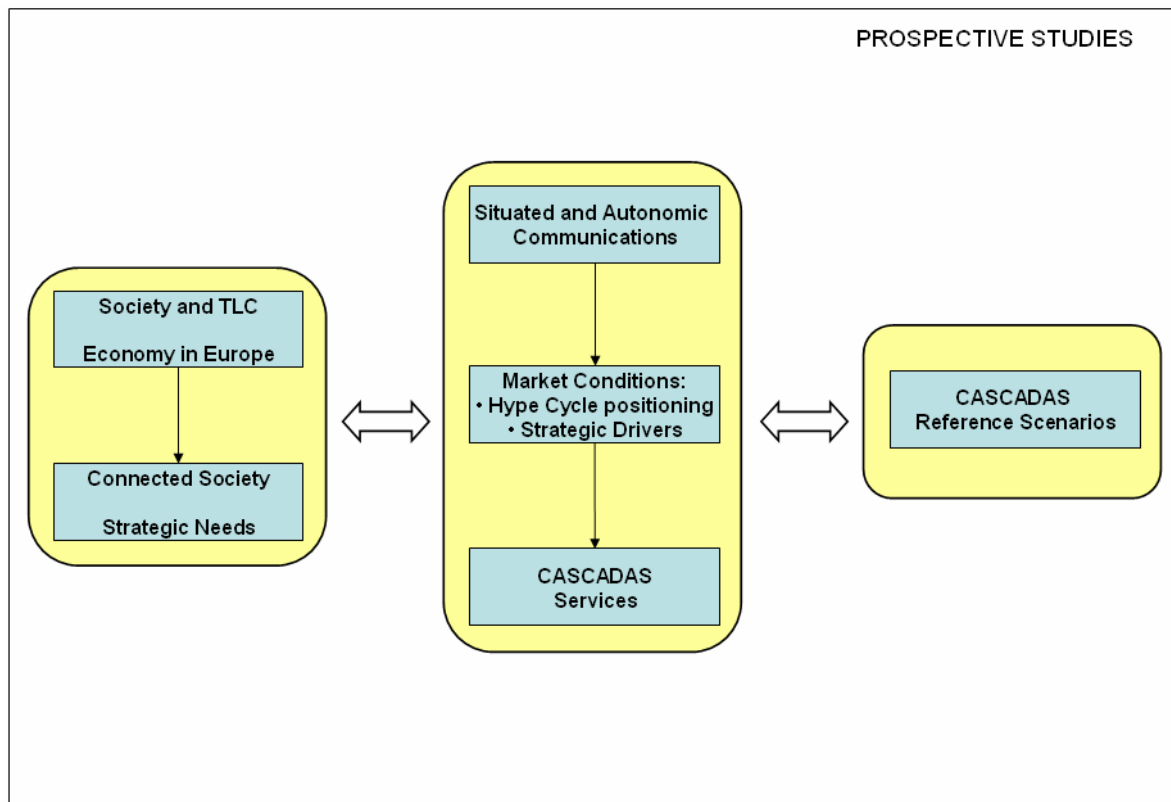 PROSPECTIVE STUDIES
Society and TLC
Economy in Europe
Connected Society
Strategic Needs
Situated and Autonomic
Communications
Market Conditions:
• Hype Cycle positioning
• Strategic Drivers
CASCADAS
Services
CASCADAS
Reference Scenarios